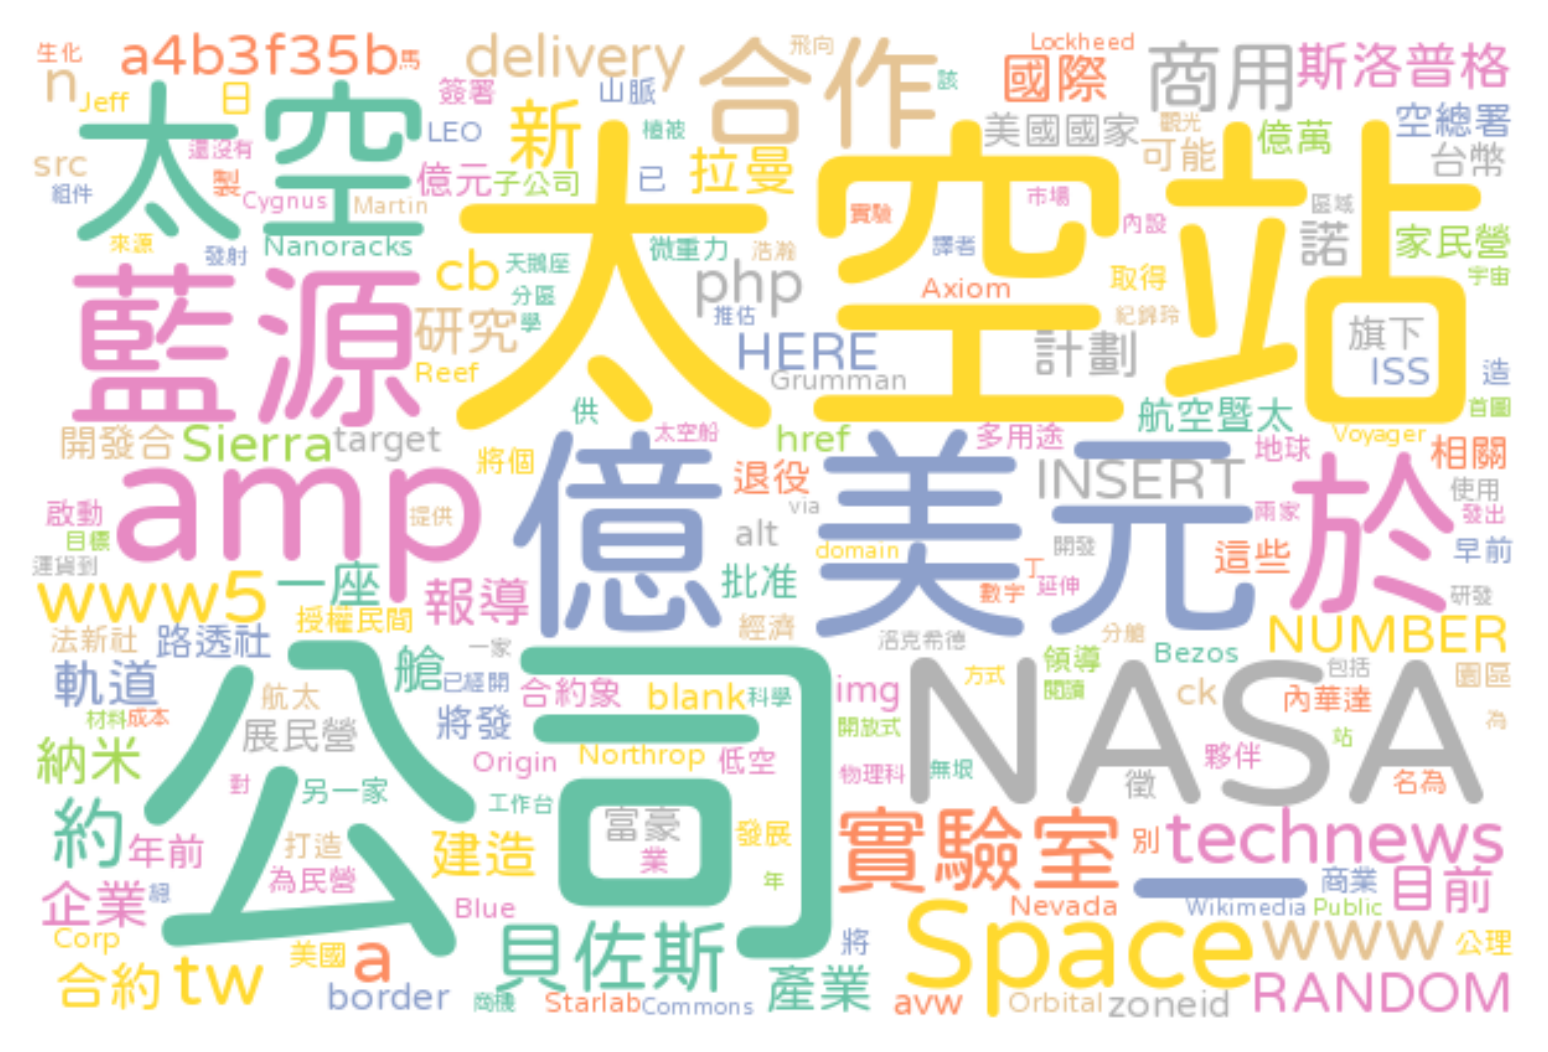 生化
a4b3f35b
馬
delivery
飛向
合作
該
Lockheed
國際
商用
斯洛普格
n
Jeff
日
太空
簽署
山脈
LEO
新
植被
美國國家
觀光
可能
億萬
空總署
台幣
src
還沒有
製
組件
億元
子公司
已
拉曼
Cygnus
Martin
太空站
實驗
市場
內設
區域
諾
家民營
來源
發射
Nanoracks
cb
天鵝座
微重力
浩瀚
譯者
取得
宇宙
藍源
分區
學
php
推估
Axiom
紀錦玲
研究
HERE
計劃
旗下
Reef
Grumman
ISS
造
供
航空暨太
首圖
開發合
Sierra
target
太空船
href
多用途
地球
Voyager
相關
將個
amp
億美元
退役
via
INSERT
於
使用
啟動
提供
alt
domain
開發
兩家
發出
目標
運貨到
這些
早前
www5
一座
報導
批准
數字
丁
延伸
研發
授權民間
法新社
路透社
經濟
洛克希德
分艙
NUMBER
公司
一家
艙
領導
Bezos
包括
軌道
已經開
合約象
blank
科學
img
NASA
方式
閱讀
ck
內華達
園區
航太
材料
成本
展民營
將發
開放式
站
為
納米
Origin
Northrop
低空
物理科
無垠
夥伴
對
另一家
工作台
徵
名為
約
年前
打造
建造
富豪
業
發展
實驗室
別
technews
為民營
年
一
商業
目前
企業
Blue
Nevada
Wikimedia
Public
Corp
美國
a
貝佐斯
將
Space
www
公理
合約
tw
border
商機
Starlab
Commons
產業
avw
Orbital
zoneid
RANDOM